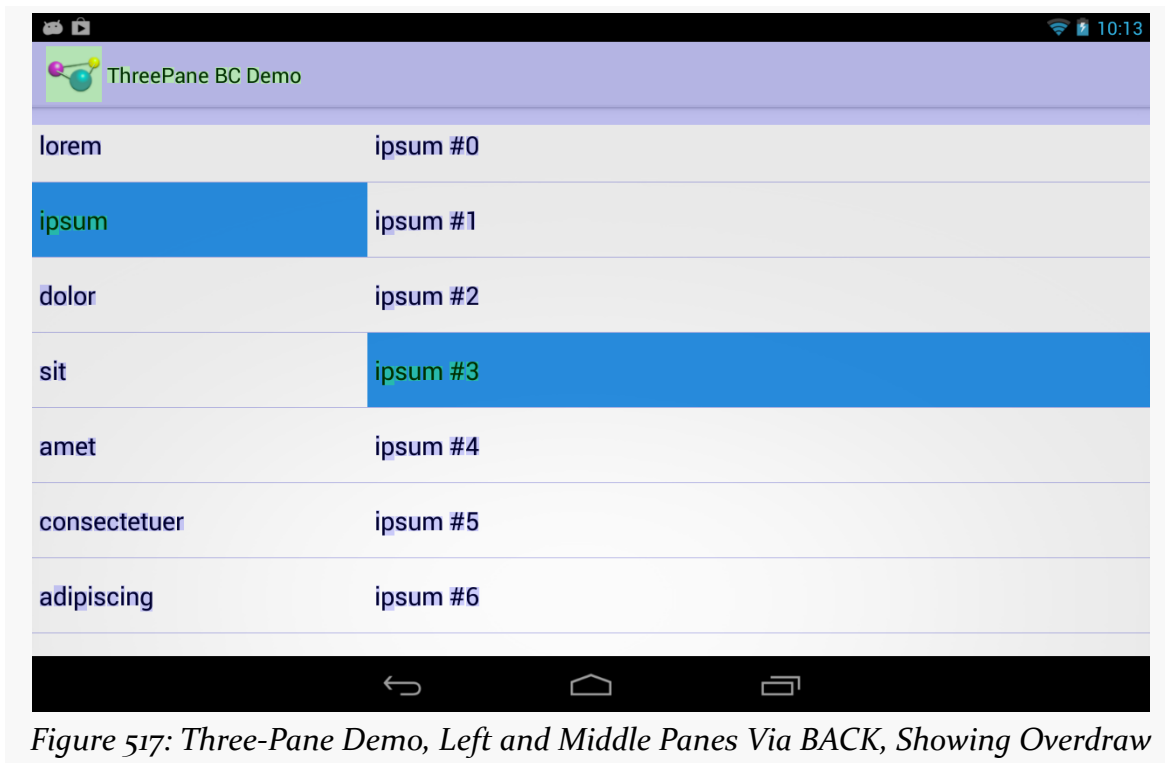 10:13
ThreePane BC Demo
lorem ipsum #0
ipsum ipsum #1
dolor ipsum #2
sit ipsum #3
amet ipsum #4
consectetuer ipsum #5
adipiscing ipsum #6
Figure 517: Three-Pane Demo, Left and Middle Panes Via BACK, Showing Overdraw